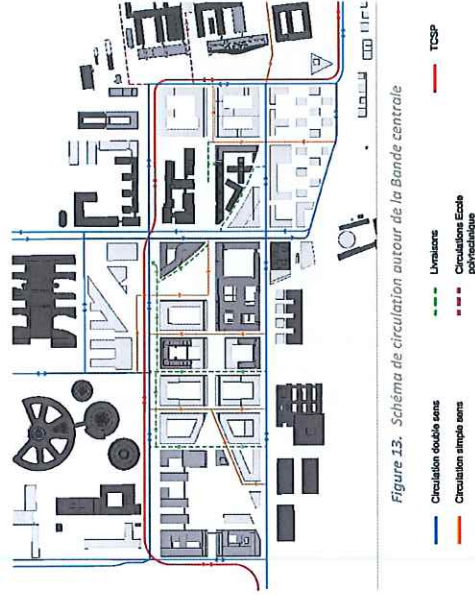 Figure 13. Schéma de circulation autour de la Bande centrale
Circulation double sens
Circulation simple sens
Livraisons
Circulations Ecole
polytechnique
TCSP